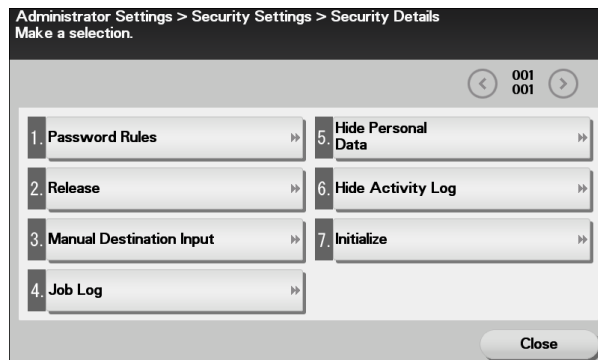 Administrator Settings > Security Settings > Security Details
Make a selection.
001
001
1. Password Rules
2. Release
3. Manual Destination Input
4. Job Log
5. Hide Personal
Data
6. Hide Activity Log
7. Initialize
Close